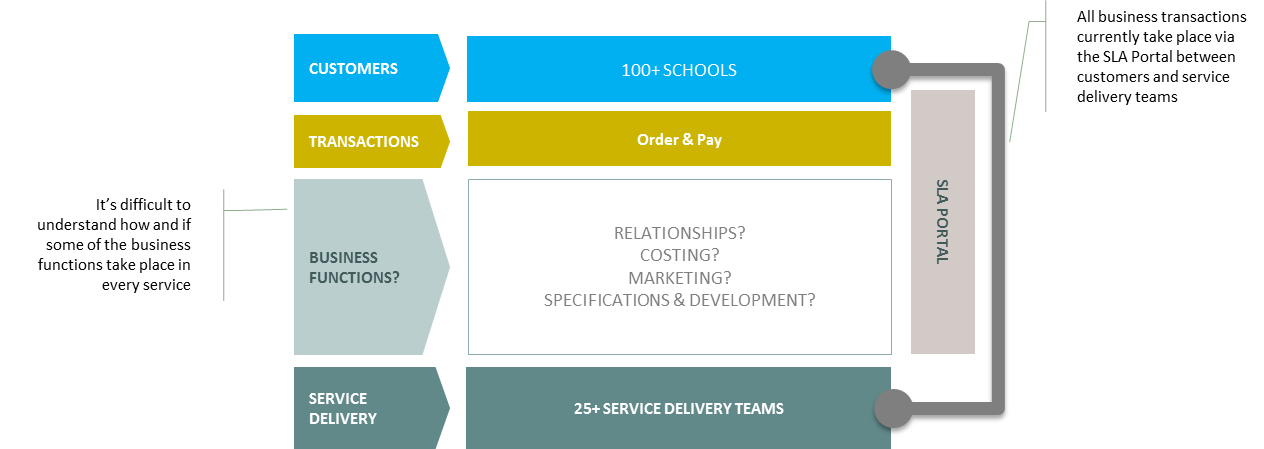 All business transactions
currently take place via
the SLA Portal between
customers and service
delivery teams
CUSTOMERS
100+ SCHOOLS
TRANSACTIONS
Order & Pay
It’s difficult to
understand how and if
some of the business
functions take place in
every service
BUSINESS
FUNCTIONS?
RELATIONSHIPS?
COSTING?
MARKETING?
SPECIFICATIONS & DEVELOPMENT?
SLA PORTAL
SERVICE
DELIVERY
25+ SERVICE DELIVERY TEAMS